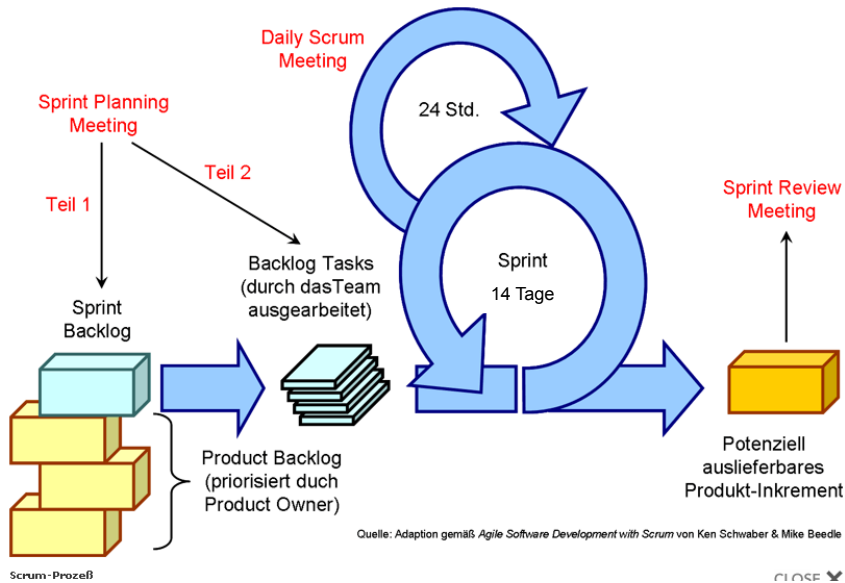 Daily Scrum
Meeting
24 Std.
Sprint Planning
Meeting
Teil 1
Teil 2
Sprint Review
Meeting
Sprint
14 Tage
Backlog Tasks
(durch dasTeam
ausgearbeitet)
Sprint
Backlog
Product Backlog
(priorisiert duch
Product Owner)
Potenziell
auslieferbares
Produkt-Inkrement
Quelle: Adaption gemäß Agile Software Development with Scrum von Ken Schwaber & Mike Beedle
Scrum-Prozeß
CLOSE X